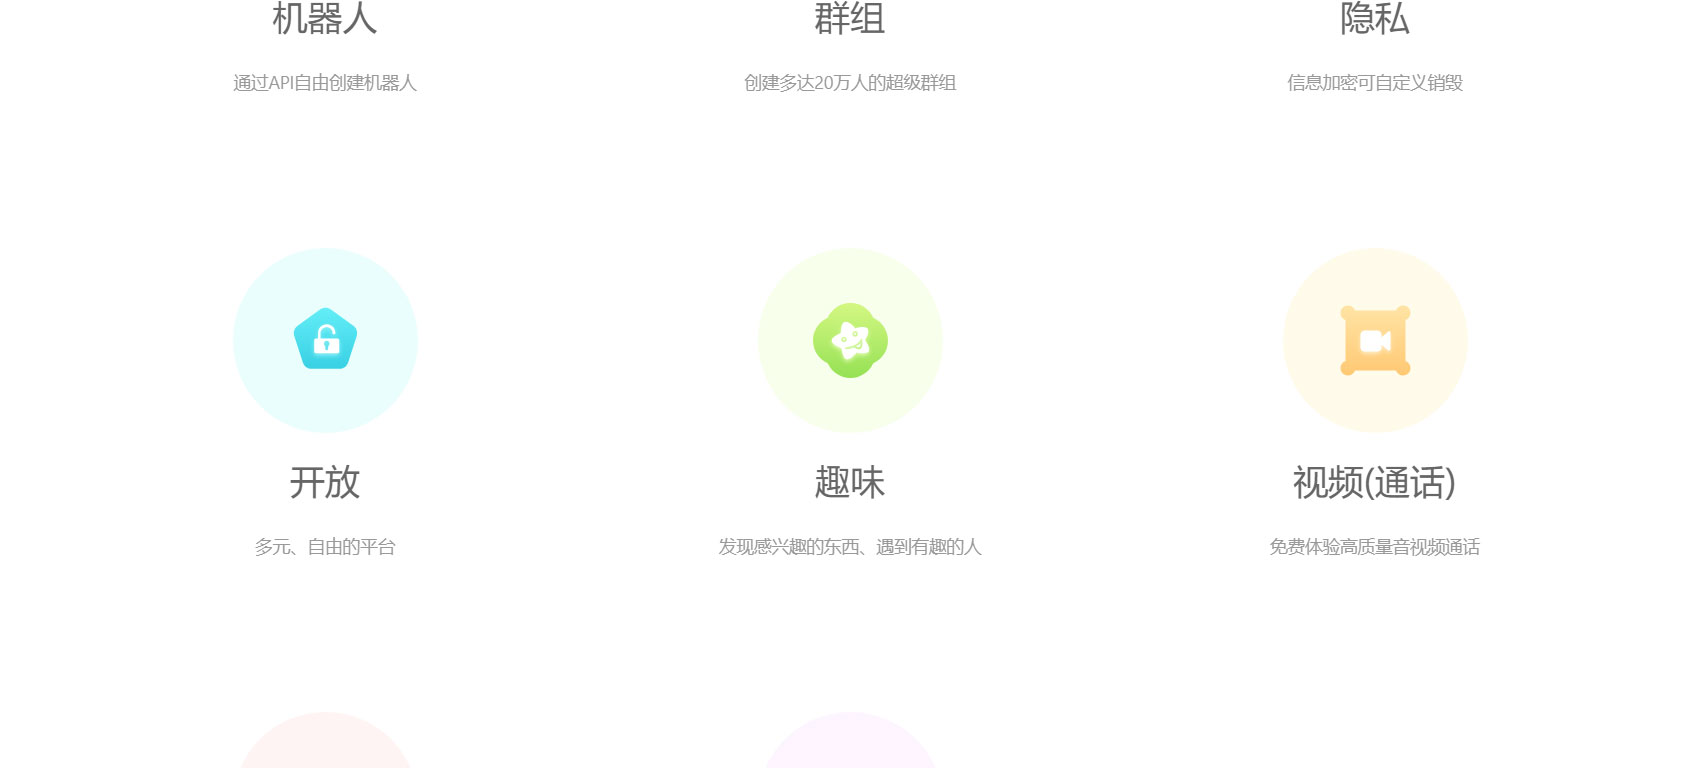 机器人
群组
隐私
通过API自由创建机器人
创建多达20万人的超级群组
信息加密可自定义销毁
开放
趣味
视频(通话)
多元、自由的平台
发现感兴趣的东西、遇到有趣的人
免费体验高质量音视频通话